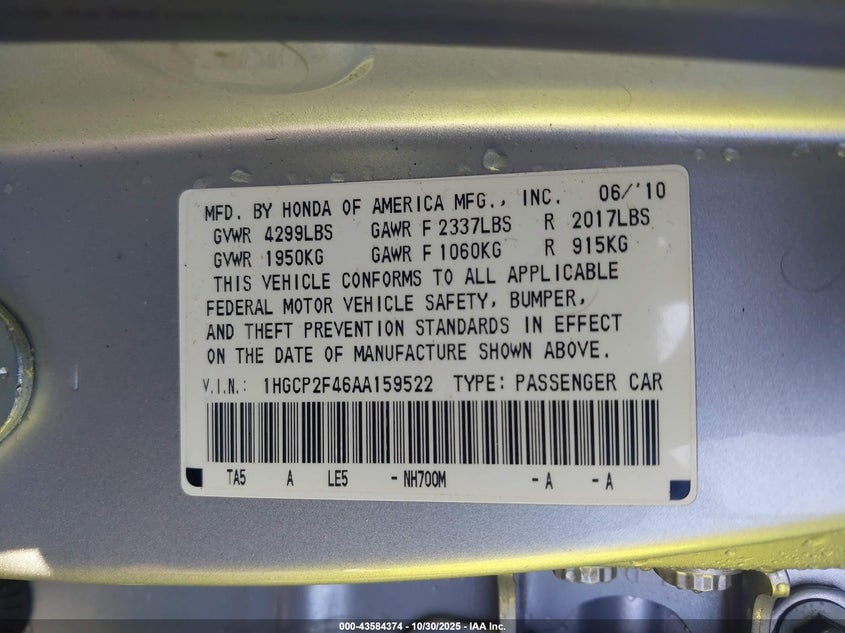 MFD. BY HONDA OF AMERICA MFG., INC. 06/'10
GVWR 4299LBS GAWR F 2337LBS R 2017LBS
GVWR 1950KG GAWR F 1060KG R 915KG
THIS VEHICLE CONFORMS TO ALL APPLICABLE
FEDERAL MOTOR VEHICLE SAFETY, BUMPER,
AND THEFT PREVENTION STANDARDS IN EFFECT
ON THE DATE OF MANUFACTURE SHOWN ABOVE.
V.I.N.: 1HGCP2F46AA159522 TYPE: PASSENGER CAR
TA5 A LE5 - NH700M - A - A
000-43584374 | 10/30/2025 - IAA Inc.